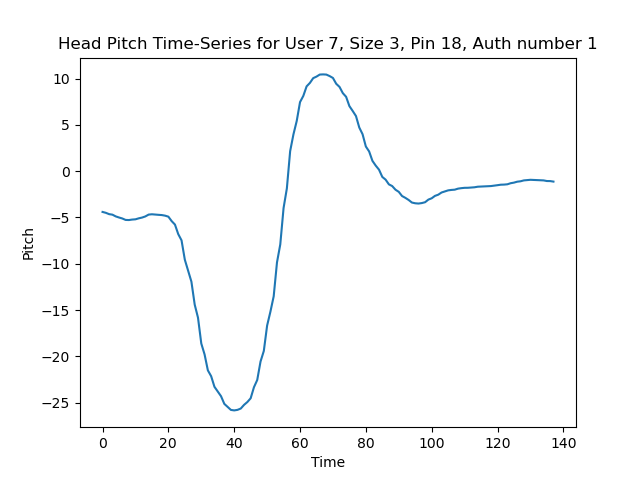 Head Pitch Time-Series for User 7, Size 3, Pin 18, Auth number 1
10
5
0
−5
−10
−15
−20
−25
Pitch
0 20 40 60 80 100 120 140
Time